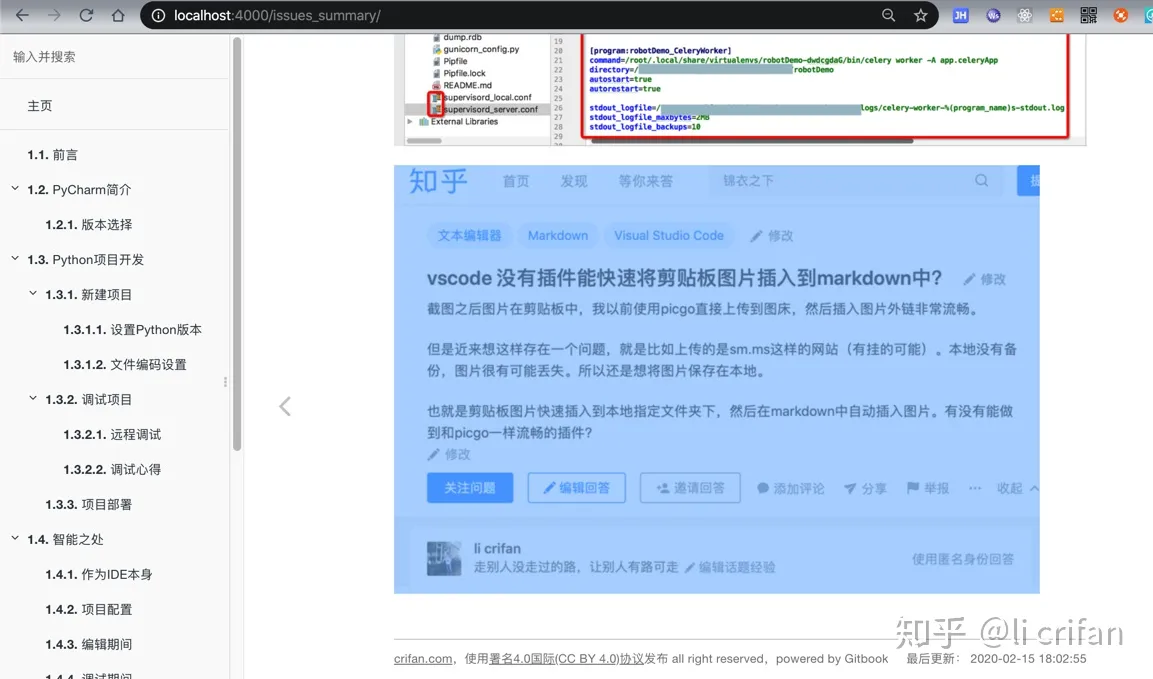 localhost:4000/issues_summary/
JH
Ws
输入并搜索
主页
1.1. 前言
1.2. PyCharm简介
1.2.1. 版本选择
1.3. Python项目开发
1.3.1. 新建项目
1.3.1.1. 设置Python版本
1.3.1.2. 文件编码设置
1.3.2. 调试项目
1.3.2.1. 远程调试
1.3.2.2. 调试心得
1.3.3. 项目部署
1.4. 智能之处
1.4.1. 作为IDE本身
1.4.2. 项目配置
1.4.3. 编辑期间
1.4.4. 调试期间
dump.rdb
gunicorn_config.py
Pipfile
Pipfile.lock
README.md
supervisord_local.conf
supervisord_server.conf
External Libraries
19
20 [program:robotDemo_CeleryWorker]
21 command=/root/.local/share/virtualenvs/robotDemo-dwdcgdaG/bin/celery worker -A app.celeryApp
22 directory=/ robotDemo
23 autostart=true
24 autorestart=true
25
26 stdout_logfile=/ logs/celery-worker-%(program_name)s-stdout.log
27 stdout_logfile_maxbytes=2MB
28 stdout_logfile_backups=10
29
知乎 首页 发现 等你来答 锦衣之下
文本编辑器 Markdown Visual Studio Code 修改
vscode 没有插件能快速将剪贴板图片插入到markdown中? 修改
截图之后图片在剪贴板中，我以前使用picgo直接上传到图床，然后插入图片外链非常流畅。
但是近来想这样存在一个问题，就是比如上传的是sm.ms这样的网站（有挂的可能）。本地没有备
份，图片很有可能丢失。所以还是想将图片保存在本地。
也就是剪贴板图片快速插入到本地指定文件夹下，然后在markdown中自动插入图片。有没有能做
到和picgo一样流畅的插件?
修改
关注问题 编辑回答 邀请回答 添加评论 分享 举报 ··· 收起
li crifan
走别人没走过的路，让别人有路可走 编辑话题经验
使用匿名身份回答
知乎 @li crifan
crifan.com，使用署名4.0国际(CC BY 4.0)协议发布 all right reserved，powered by Gitbook 最后更新： 2020-02-15 18:02:55